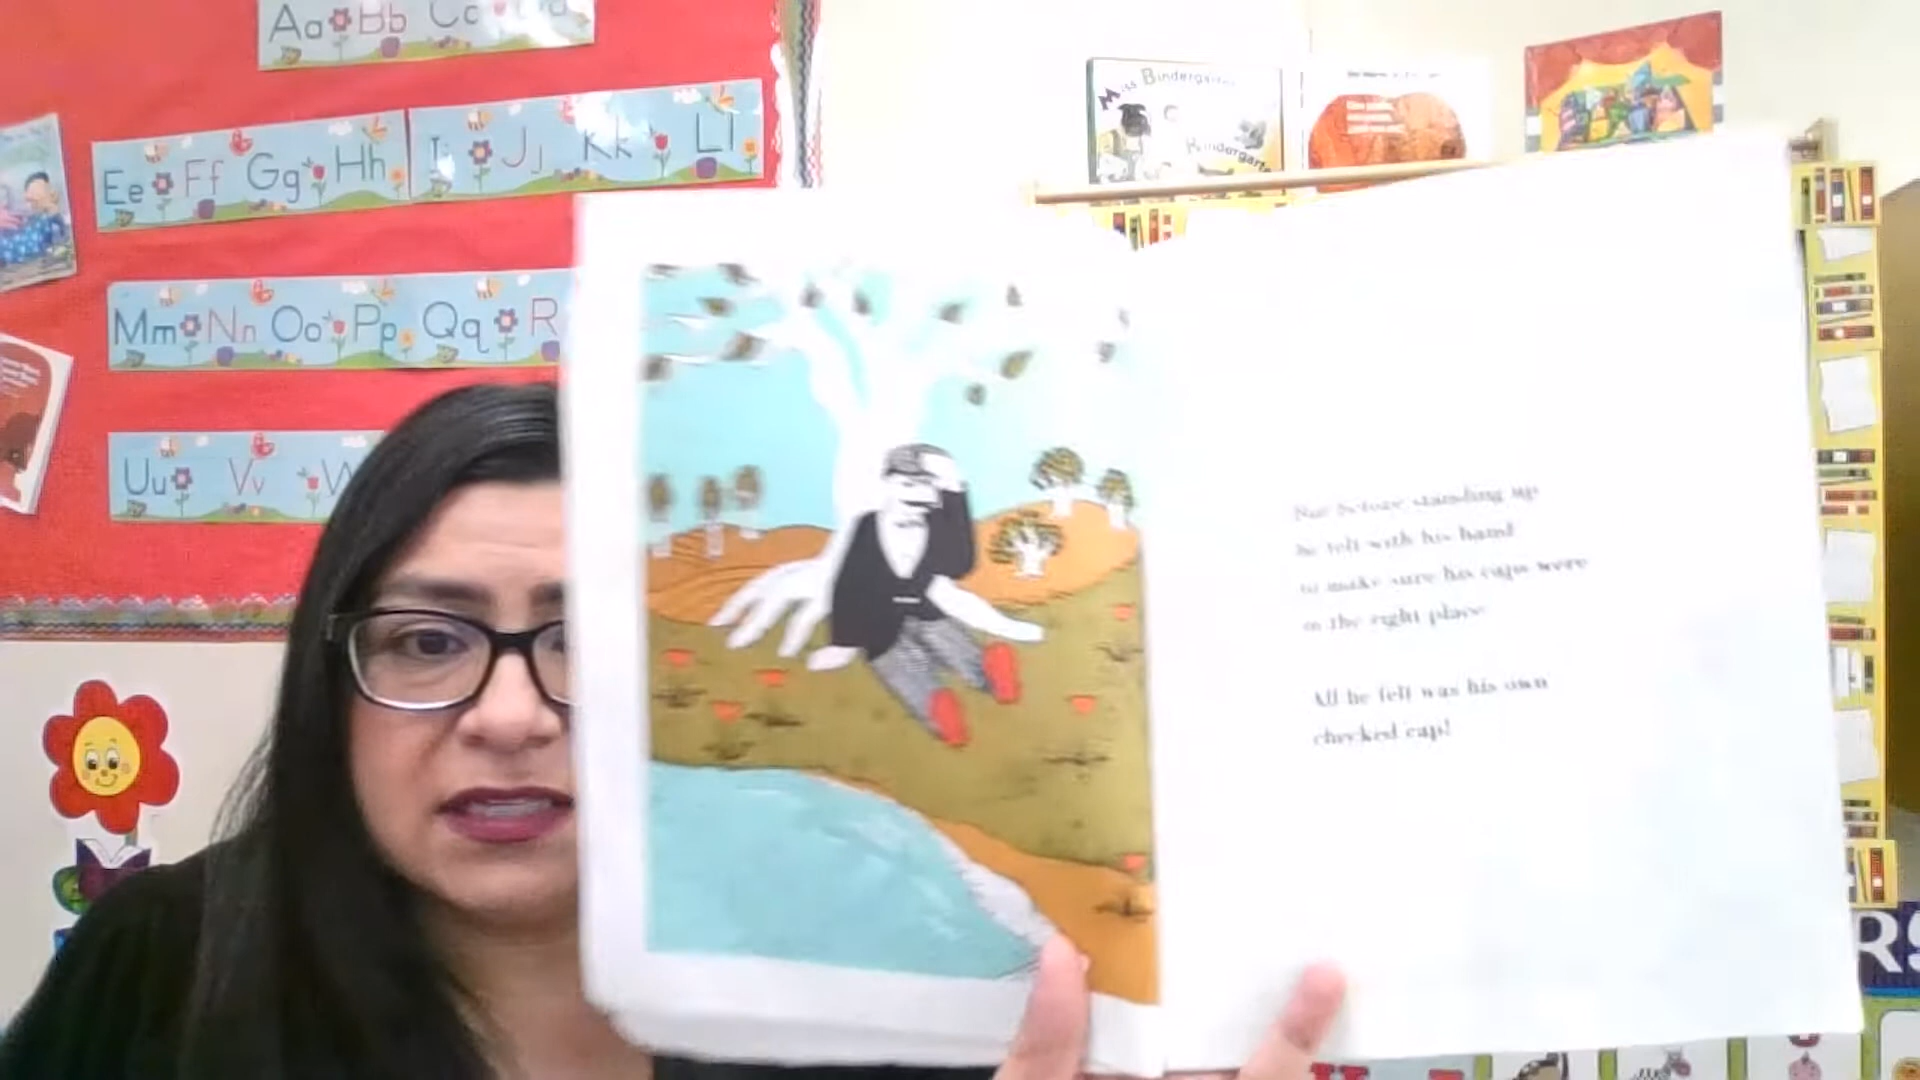 Aa Bb Cc
Ee Ff Gg Hh Ii Jj Kk Ll
Mm Nn Oo Pp Qq R
Uu Vv W
Miss Bindergarten
Kindergarten
But before standing up
he felt with his hand
to make sure his caps were
in the right place
All he felt was his own
checked cap!
RS